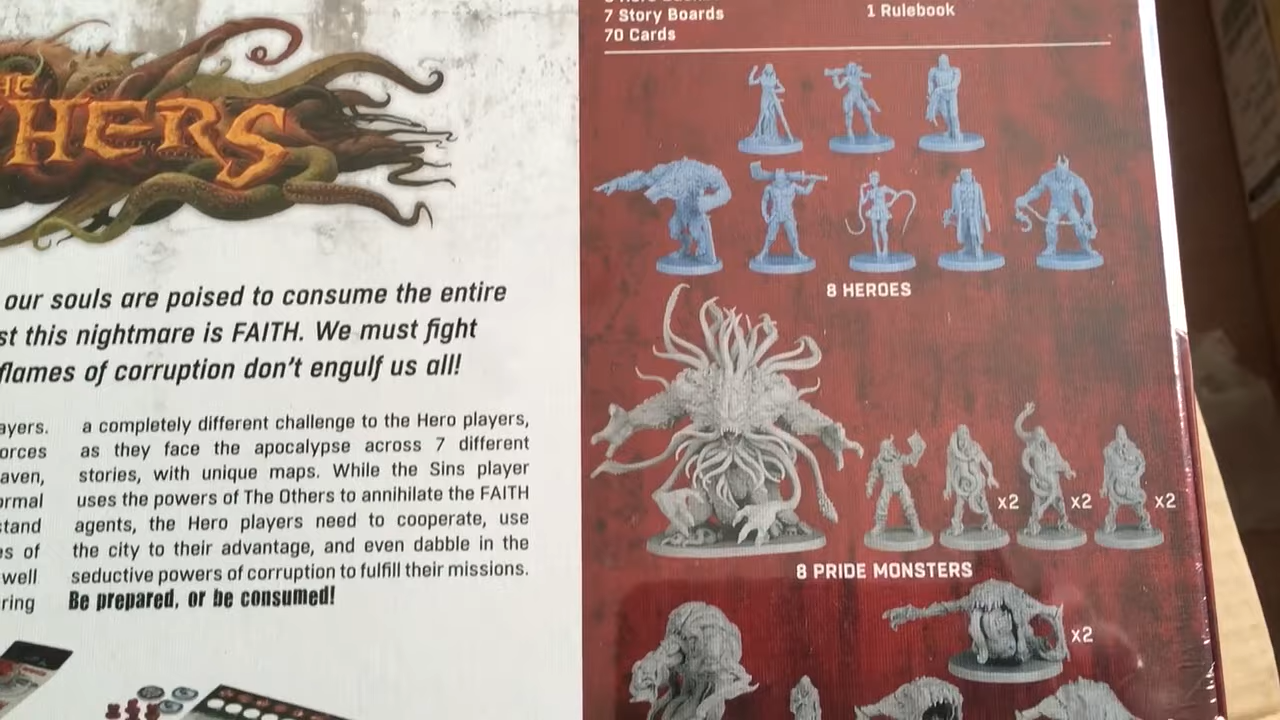 HE
HERS
our souls are poised to consume the entire
st this nightmare is FAITH. We must fight
flames of corruption don't engulf us all!
ayers.
orces
aven,
ormal
stand
es of
well
ring
a completely different challenge to the Hero players,
as they face the apocalypse across 7 different
stories, with unique maps. While the Sins player
uses the powers of The Others to annihilate the FAITH
agents, the Hero players need to cooperate, use
the city to their advantage, and even dabble in the
seductive powers of corruption to fulfill their missions.
Be prepared, or be consumed!
7 Story Boards
70 Cards
1 Rulebook
8 HEROES
x2
x2
x2
8 PRIDE MONSTERS
x2